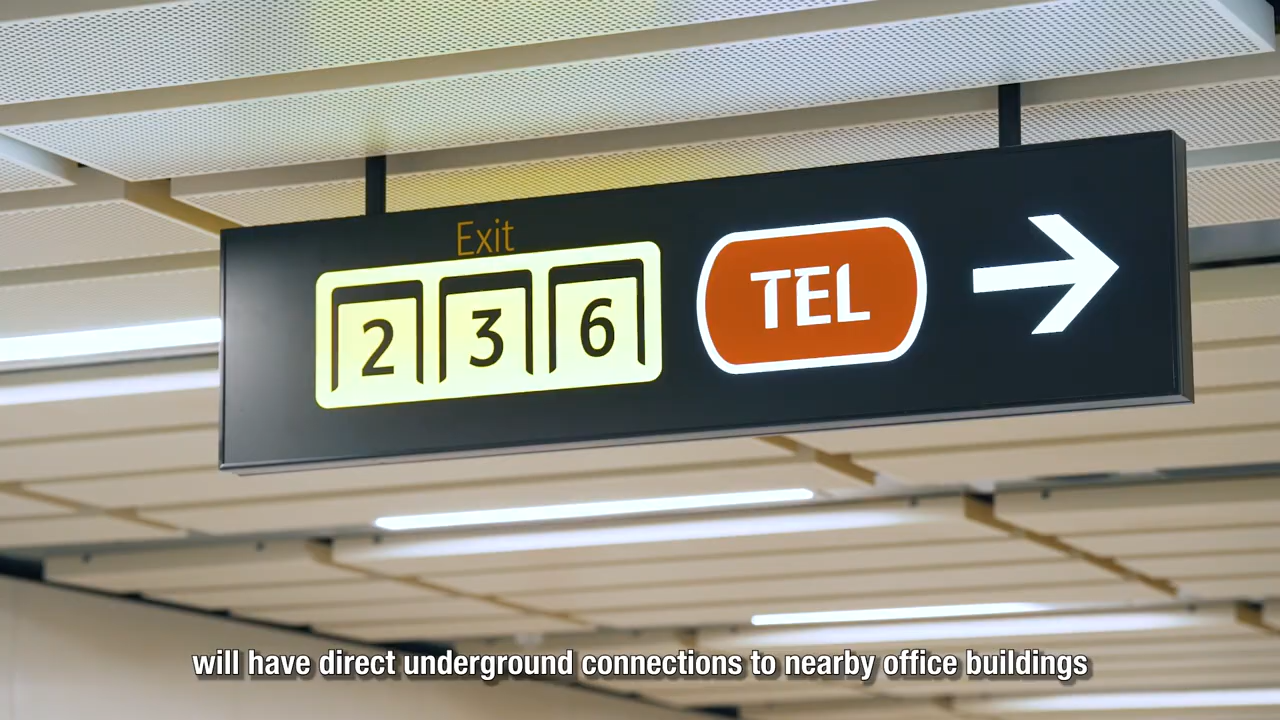 Exit
2 3 6 TEL
will have direct underground connections to nearby office buildings